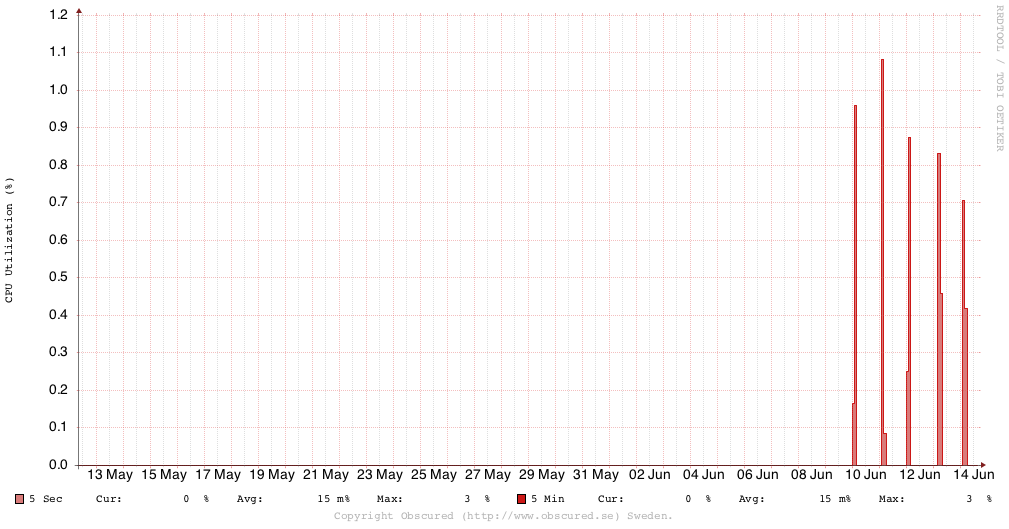 RRDTOOL / TOBI OETIKER
CPU Utilization (%)
1.2
1.1
1.0
0.9
0.8
0.7
0.6
0.5
0.4
0.3
0.2
0.1
0.0
13 May 15 May 17 May 19 May 21 May 23 May 25 May 27 May 29 May 31 May 02 Jun 04 Jun 06 Jun 08 Jun 10 Jun 12 Jun 14 Jun
5 Sec Cur: 0 % Avg: 15 m% Max: 3 % 5 Min Cur: 0 % Avg: 15 m% Max: 3 %
Copyright Obscured (http://www.obscured.se) Sweden.